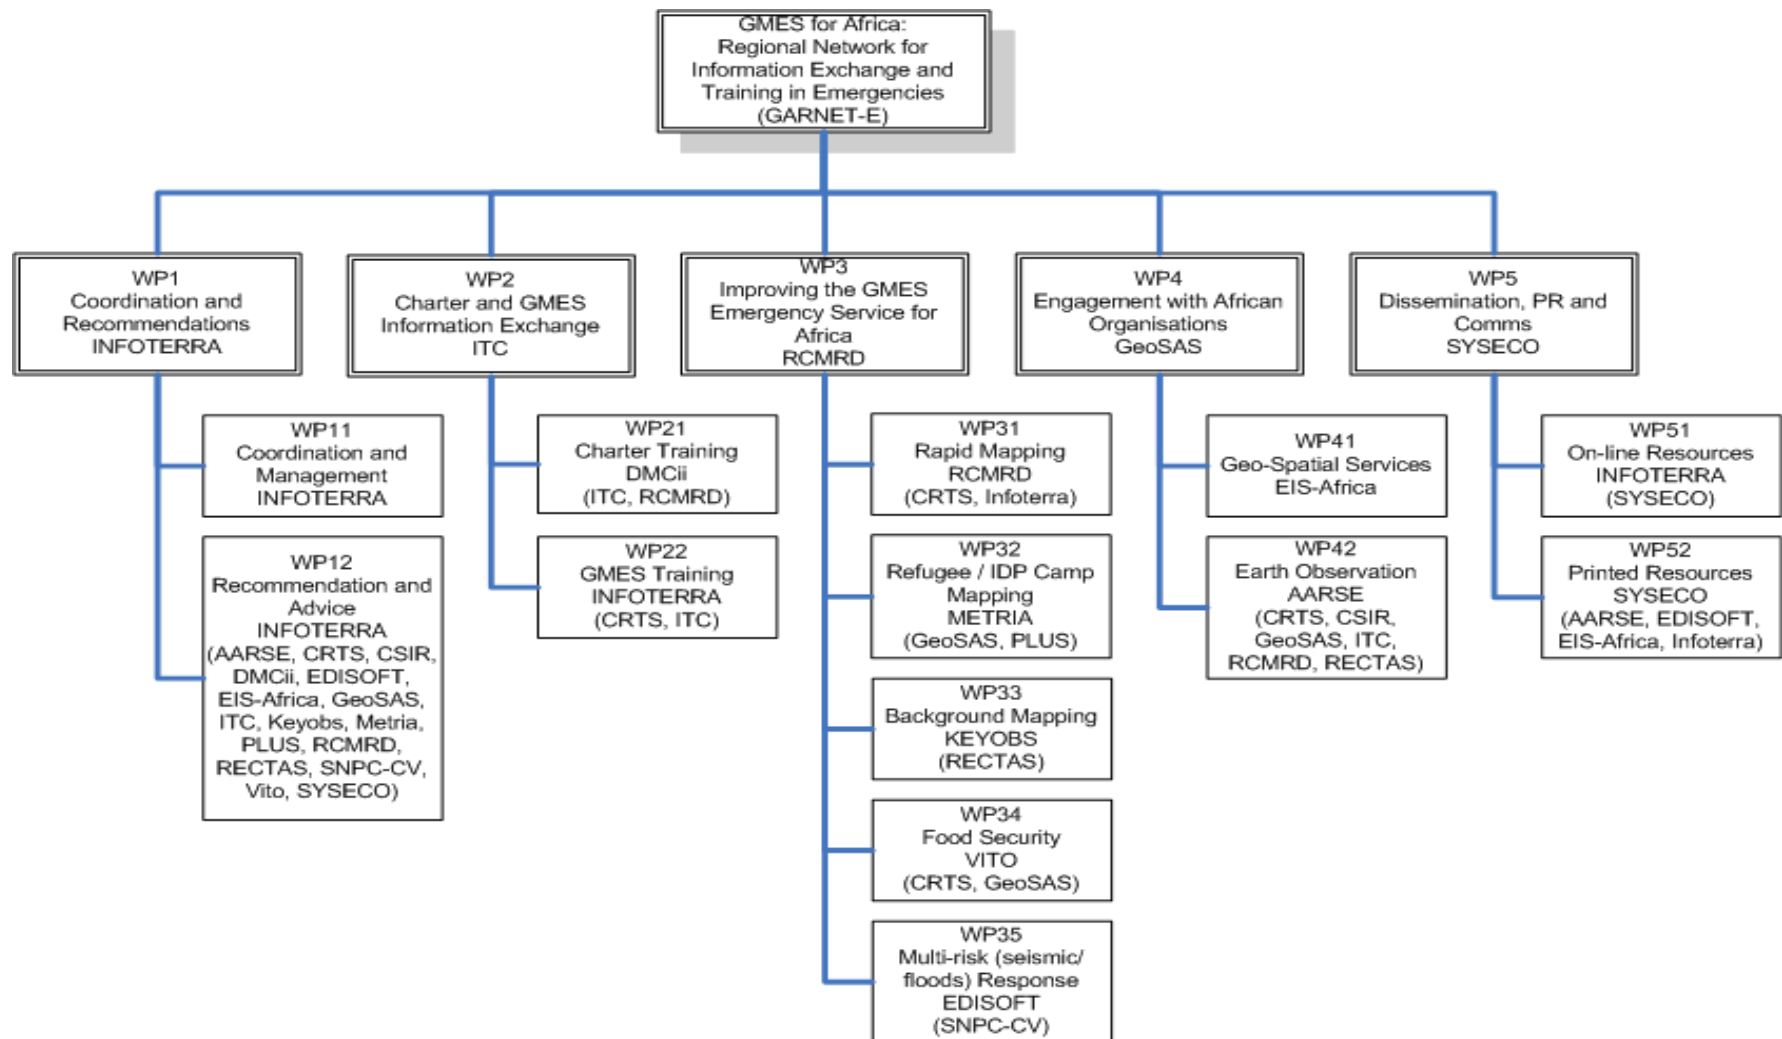 GMES for Africa:
Regional Network for
Information Exchange and
Training in Emergencies
(GARNET-E)
WP1
Coordination and
Recommendations
INFOTERRA
WP2
Charter and GMES
Information Exchange
ITC
WP3
Improving the GMES
Emergency Service for
Africa
RCMRD
WP4
Engagement with African
Organisations
GeoSAS
WP5
Dissemination, PR and
Comms
SYSECO
WP11
Coordination and
Management
INFOTERRA
WP12
Recommendation and
Advice
INFOTERRA
(AARSE, CRTS, CSIR,
DMCii, EDISOFT,
EIS-Africa, GeoSAS,
ITC, Keyobs, Metria,
PLUS, RCMRD,
RECTAS, SNPC-CV,
Vito, SYSECO)
WP21
Charter Training
DMCii
(ITC, RCMRD)
WP22
GMES Training
INFOTERRA
(CRTS, ITC)
WP31
Rapid Mapping
RCMRD
(CRTS, Infoterra)
WP32
Refugee / IDP Camp
Mapping
METRIA
(GeoSAS, PLUS)
WP33
Background Mapping
KEYOBS
(RECTAS)
WP34
Food Security
VITO
(CRTS, GeoSAS)
WP35
Multi-risk (seismic/
floods) Response
EDISOFT
(SNPC-CV)
WP41
Geo-Spatial Services
EIS-Africa
WP42
Earth Observation
AARSE
(CRTS, CSIR,
GeoSAS, ITC,
RCMRD, RECTAS)
WP51
On-line Resources
INFOTERRA
(SYSECO)
WP52
Printed Resources
SYSECO
(AARSE, EDISOFT,
EIS-Africa, Infoterra)